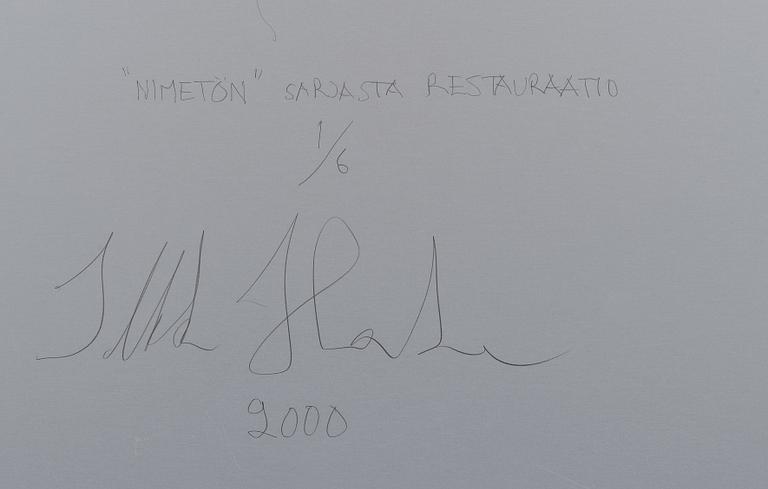 "NIMETÖN" SARJASTA RESTAURAATIO
1/6
2000